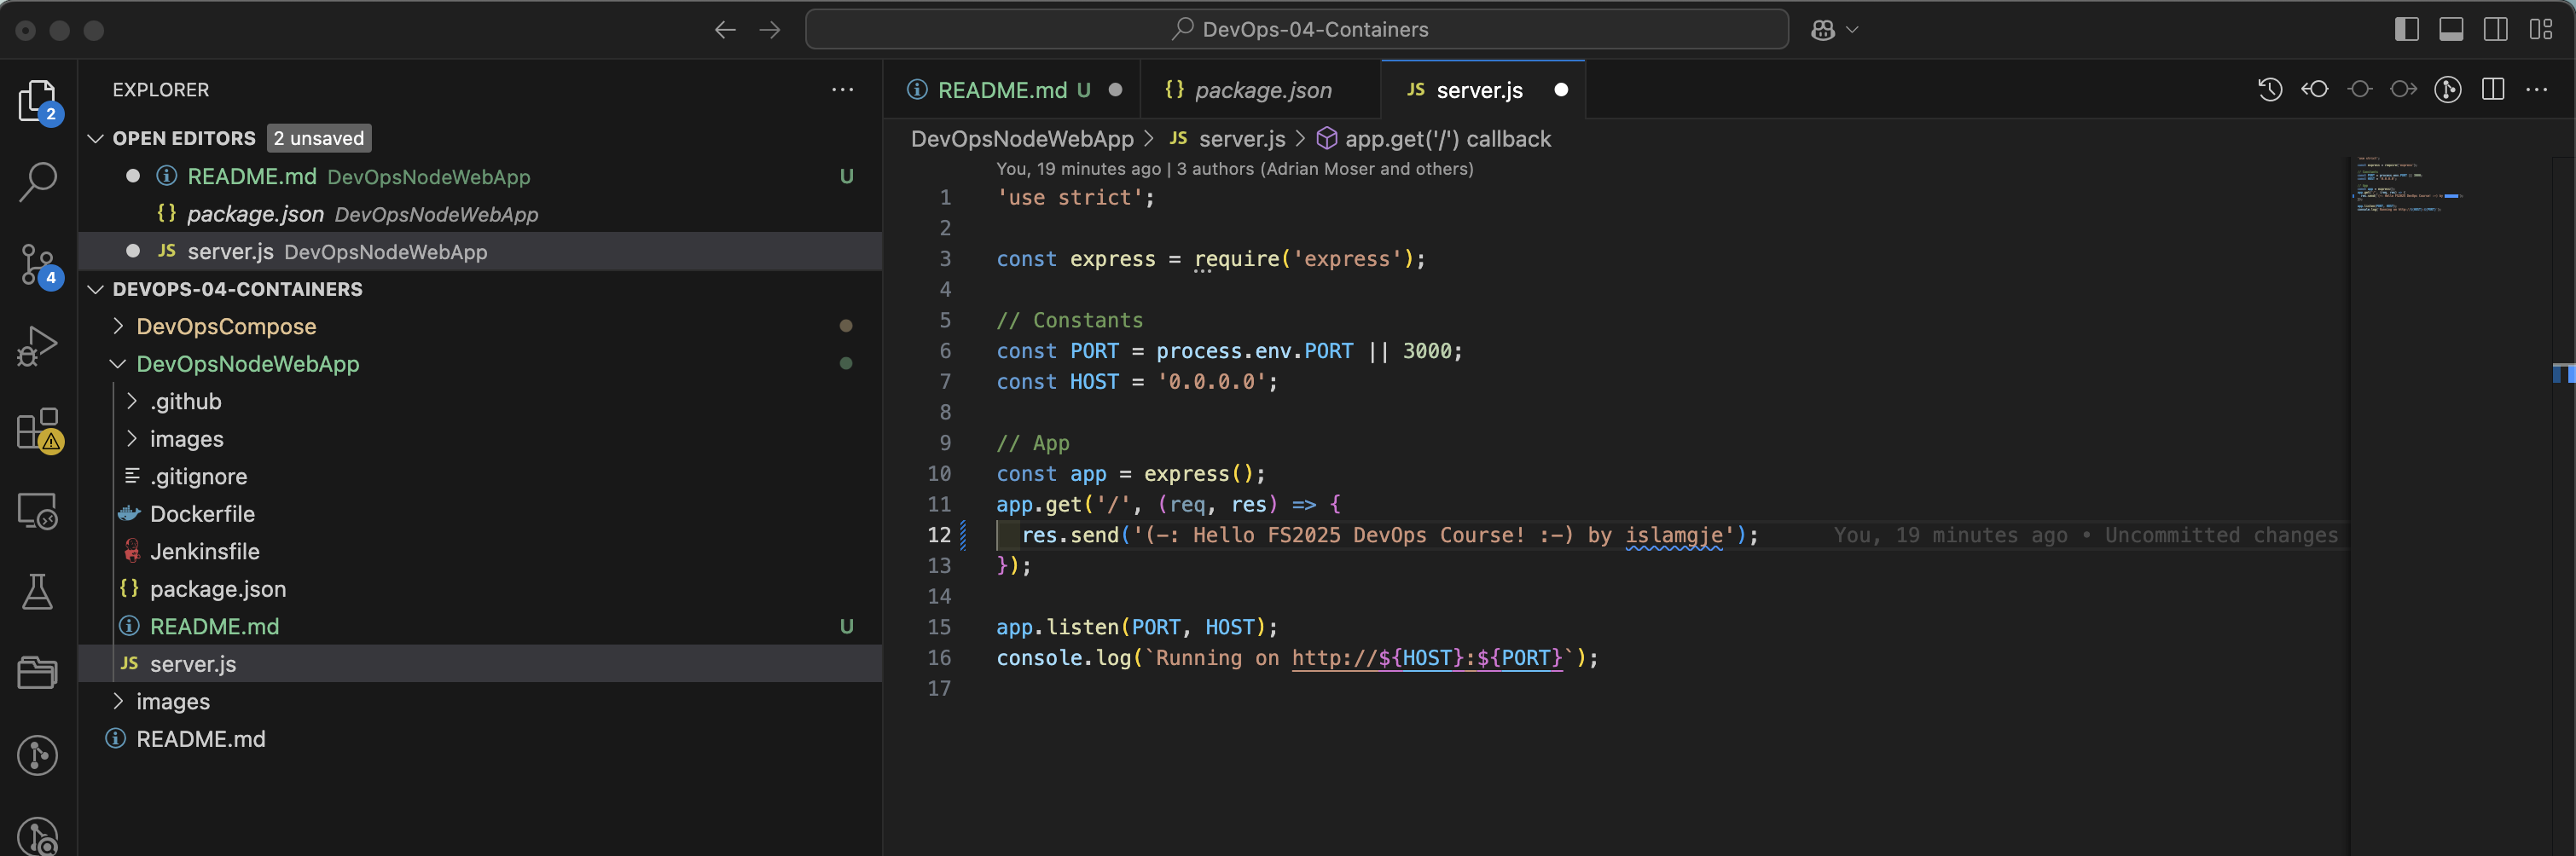 DevOps-04-Containers
EXPLORER
OPEN EDITORS 2 unsaved
README.md DevOpsNodeWebApp U
{} package.json DevOpsNodeWebApp
JS server.js DevOpsNodeWebApp
DEVOPS-04-CONTAINERS
DevOpsCompose
DevOpsNodeWebApp
.github
images
.gitignore
Dockerfile
Jenkinsfile
{} package.json
README.md U
JS server.js
images
README.md
2
4
README.md U
{} package.json
JS server.js
DevOpsNodeWebApp > JS server.js > app.get('/') callback
You, 19 minutes ago | 3 authors (Adrian Moser and others)
1 'use strict';
2
3 const express = require('express');
4
5 // Constants
6 const PORT = process.env.PORT || 3000;
7 const HOST = '0.0.0.0';
8
9 // App
10 const app = express();
11 app.get('/', (req, res) => {
12 res.send('(-: Hello FS2025 DevOps Course! :-) by islamgje'); You, 19 minutes ago • Uncommitted changes
13 });
14
15 app.listen(PORT, HOST);
16 console.log(`Running on http://${HOST}:${PORT}`);
17